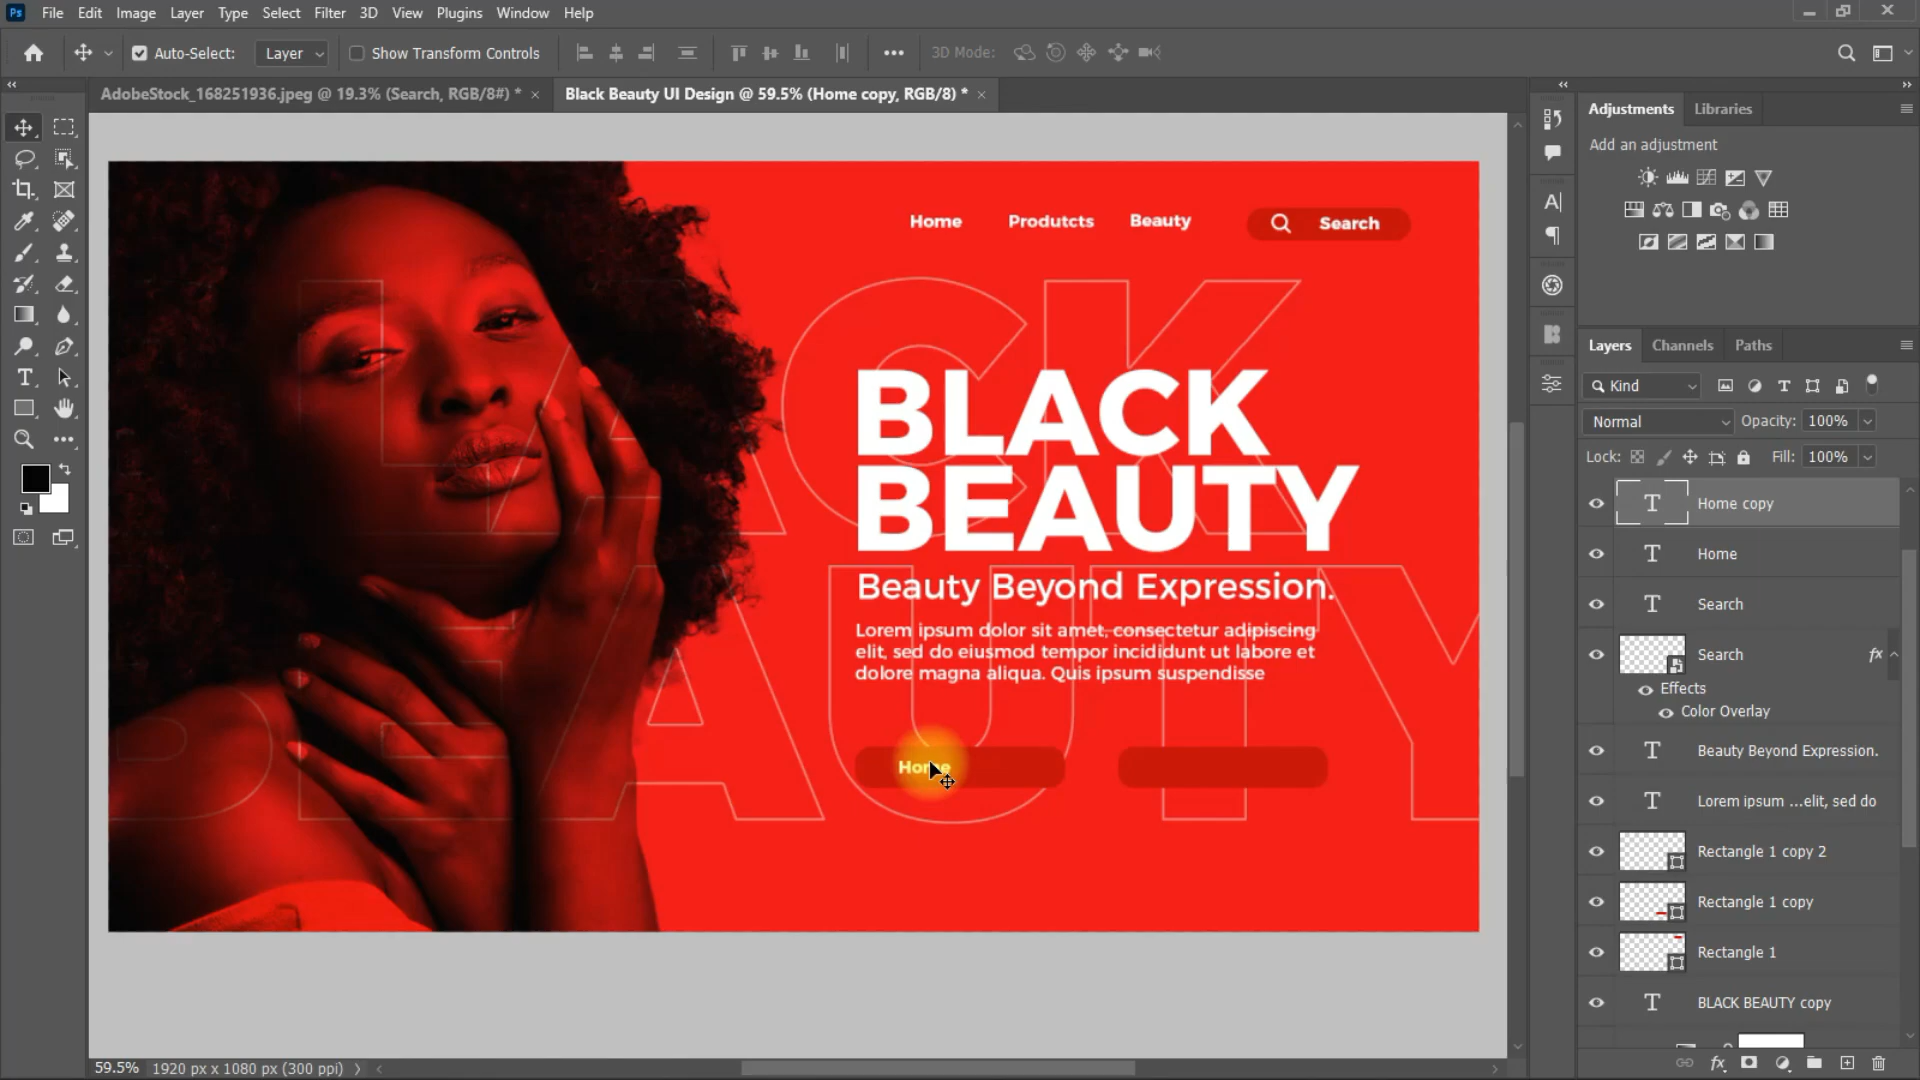 Ps File Edit Image Layer Type Select Filter 3D View Plugins Window Help
Auto-Select: Layer Show Transform Controls 3D Mode:
AdobeStock_168251936.jpeg @ 19.3% (Search, RGB/8#) * Black Beauty UI Design @ 59.5% (Home copy, RGB/8) *
Home Produtcts Beauty Search
LACK
BLACK
BEAUTY
BEAUTY
Beauty Beyond Expression.
Lorem ipsum dolor sit amet, consectetur adipiscing
elit, sed do eiusmod tempor incididunt ut labore et
dolore magna aliqua. Quis ipsum suspendisse
Home
59.5% 1920 px x 1080 px (300 ppi)
Adjustments Libraries
Add an adjustment
Layers Channels Paths
Kind
Normal Opacity: 100%
Lock: Fill: 100%
T Home copy
T Home
T Search
Search fx
Effects
Color Overlay
T Beauty Beyond Expression.
T Lorem ipsum ...elit, sed do
Rectangle 1 copy 2
Rectangle 1 copy
Rectangle 1
T BLACK BEAUTY copy
fx